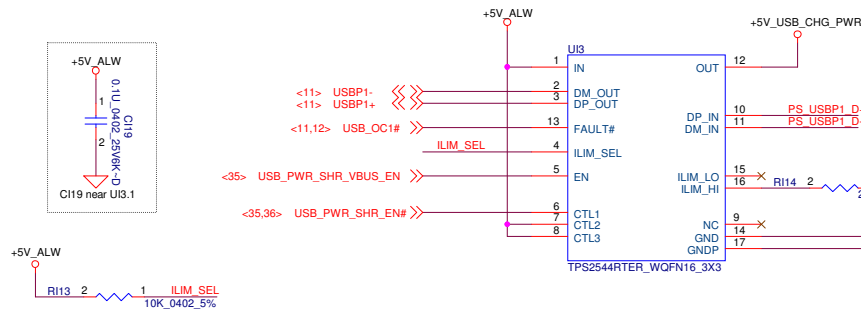 +5V_ALW
+5V_USB_CHG_PWR
+5V_ALW
1
0.1U_0402_25V6K~D
CI19
2
CI19 near UI3.1
UI3
1 IN
OUT 12
<11> USBP1- 2 DM_OUT
<11> USBP1+ 3 DP_OUT
DP_IN 10 PS_USBP1_D
DM_IN 11 PS_USBP1_D
<11,12> USB_OC1# 13 FAULT#
ILIM_SEL 4 ILIM_SEL
<35> USB_PWR_SHR_VBUS_EN 5 EN
ILIM_LO 15
ILIM_HI 16 RI14 2
<35,36> USB_PWR_SHR_EN# 6 CTL1
7 CTL2
8 CTL3
NC 9
GND 14
GNDP 17
TPS2544RTER_WQFN16_3X3
+5V_ALW
RI13 2 1 ILIM_SEL
10K_0402_5%